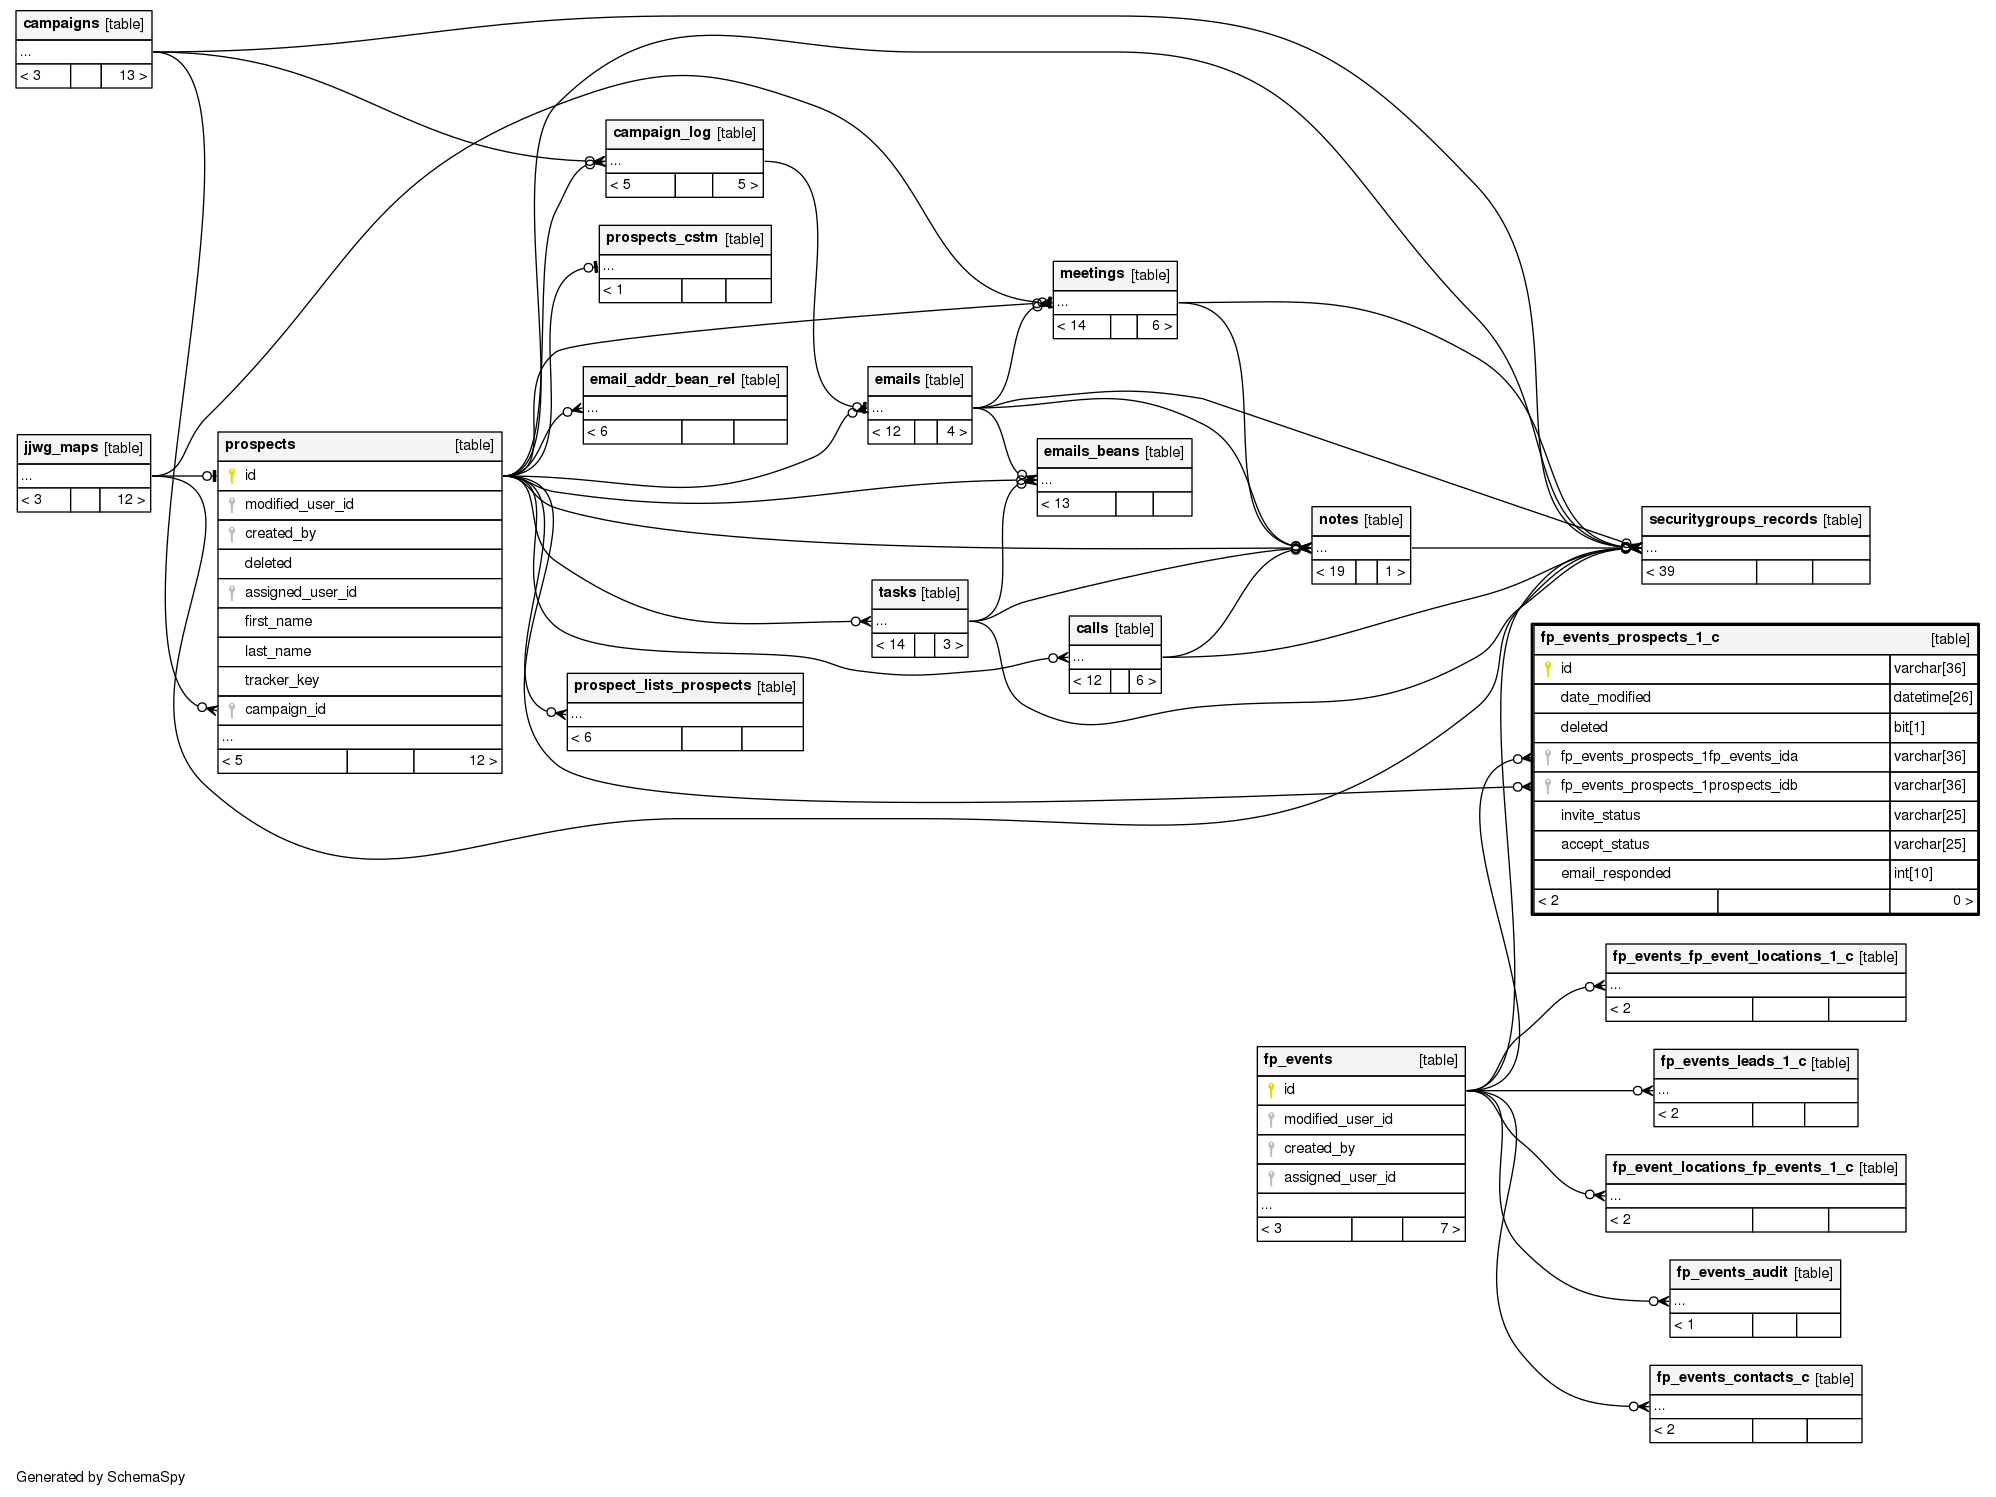 campaigns [table]
...
< 3 13 >
campaign_log [table]
...
< 5 5 >
prospects_cstm [table]
...
< 1
meetings [table]
...
< 14 6 >
email_addr_bean_rel [table]
...
< 6
emails [table]
...
< 12 4 >
jjwg_maps [table]
...
< 3 12 >
prospects [table]
id
modified_user_id
created_by
deleted
assigned_user_id
first_name
last_name
tracker_key
campaign_id
...
< 5 12 >
emails_beans [table]
...
< 13
notes [table]
...
< 19 1 >
securitygroups_records [table]
...
< 39
tasks [table]
...
< 14 3 >
calls [table]
...
< 12 6 >
prospect_lists_prospects [table]
...
< 6
fp_events_prospects_1_c [table]
id varchar[36]
date_modified datetime[26]
deleted bit[1]
fp_events_prospects_1fp_events_ida varchar[36]
fp_events_prospects_1prospects_idb varchar[36]
invite_status varchar[25]
accept_status varchar[25]
email_responded int[10]
< 2 0 >
fp_events_fp_event_locations_1_c [table]
...
< 2
fp_events [table]
id
modified_user_id
created_by
assigned_user_id
...
< 3 7 >
fp_events_leads_1_c [table]
...
< 2
fp_event_locations_fp_events_1_c [table]
...
< 2
fp_events_audit [table]
...
< 1
fp_events_contacts_c [table]
...
< 2
Generated by SchemaSpy